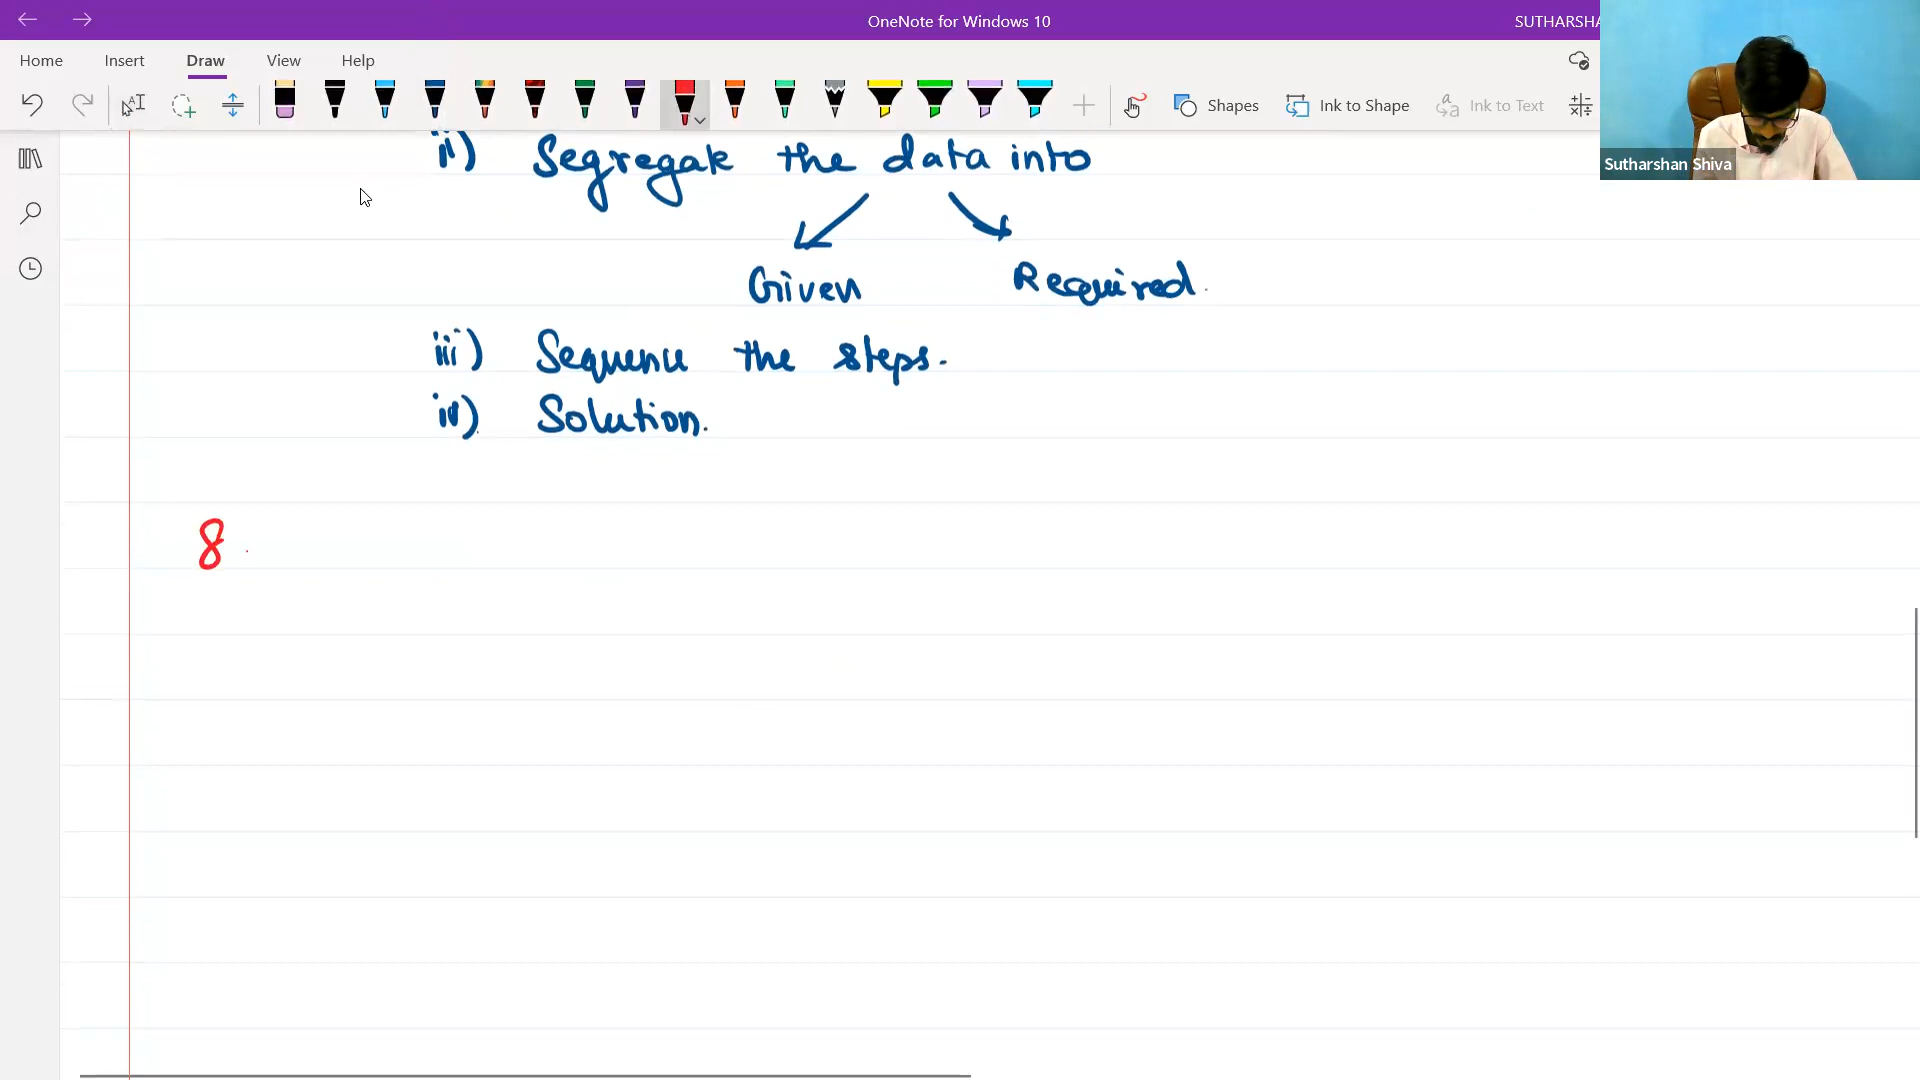 OneNote for Windows 10
SUTHARSHA
Home Insert Draw View Help
Shapes Ink to Shape Ink to Text
Sutharshan Shiva
ii) Segregate the data into
Given Required.
iii) Sequence the steps.
iv) Solution.
8.